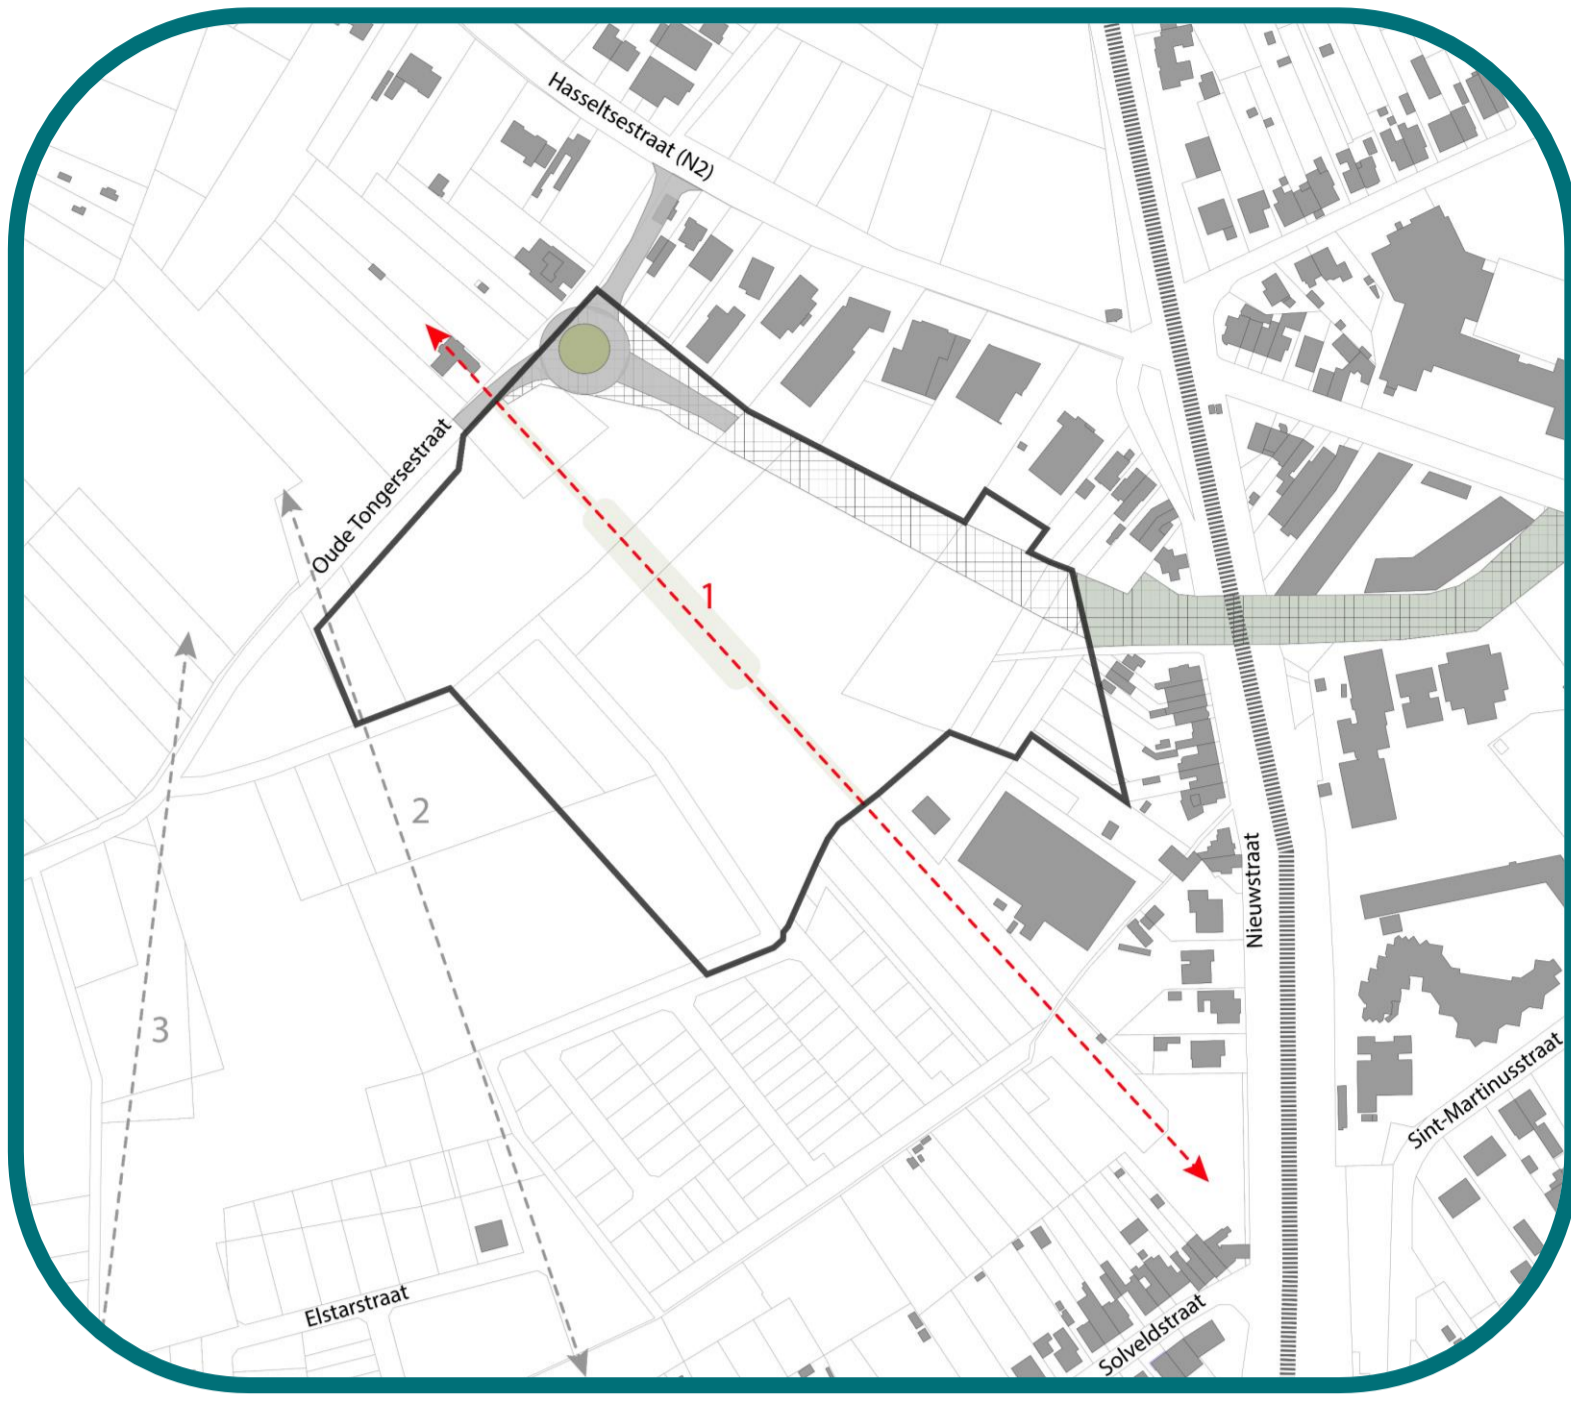 Hasseltsestraat (N2)
Oude Tongersestraat
1
2
3
Nieuwstraat
Sint-Martinusstraat
Elstarstraat
Solveldstraat